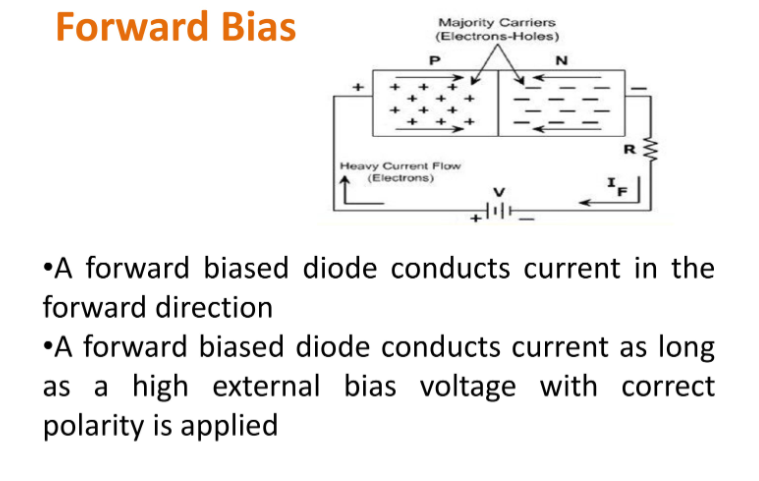 Forward Bias
Majority Carriers
(Electrons-Holes)
P
N
+
+ + +
+ + +
+ + +
+ + +
−
− − −
− − −
− − −
− − −
R
Heavy Current Flow
(Electrons)
V
I F
+
−
•A forward biased diode conducts current in the
forward direction
•A forward biased diode conducts current as long
as a high external bias voltage with correct
polarity is applied